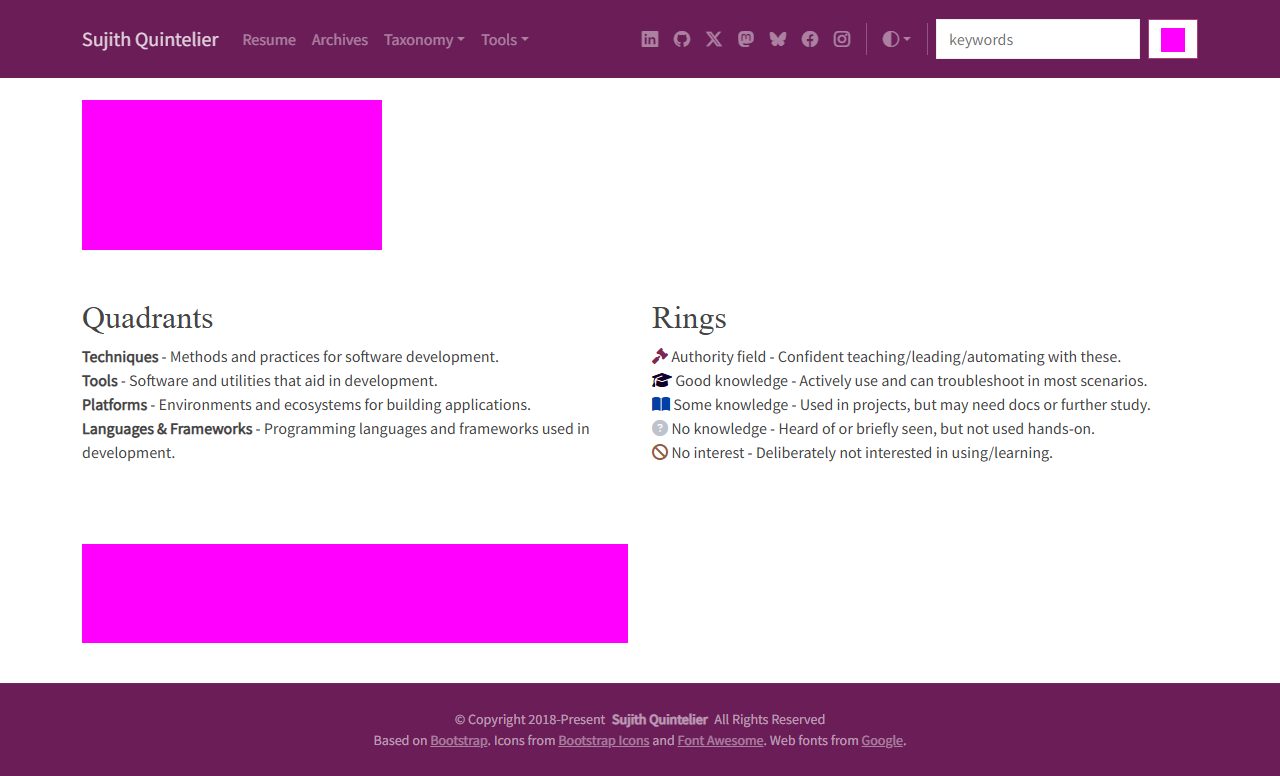 Sujith Quintelier Resume Archives Taxonomy Tools keywords
Quadrants
Techniques - Methods and practices for software development.
Tools - Software and utilities that aid in development.
Platforms - Environments and ecosystems for building applications.
Languages & Frameworks - Programming languages and frameworks used in
development.
Rings
Authority field - Confident teaching/leading/automating with these.
Good knowledge - Actively use and can troubleshoot in most scenarios.
Some knowledge - Used in projects, but may need docs or further study.
No knowledge - Heard of or briefly seen, but not used hands-on.
No interest - Deliberately not interested in using/learning.
© Copyright 2018-Present Sujith Quintelier All Rights Reserved
Based on Bootstrap. Icons from Bootstrap Icons and Font Awesome. Web fonts from Google.